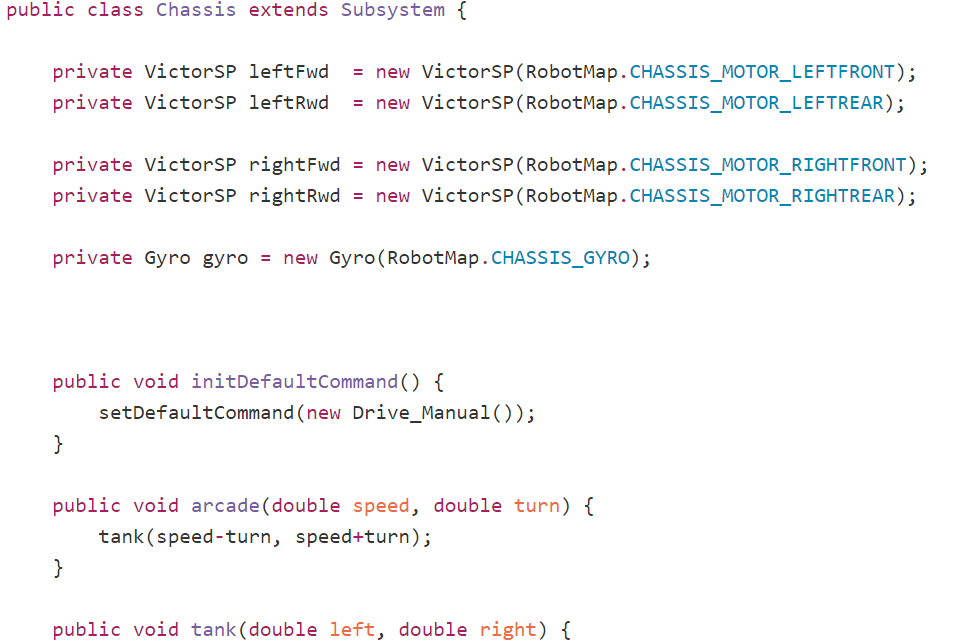 public class Chassis extends Subsystem {
    private VictorSP leftFwd  = new VictorSP(RobotMap.CHASSIS_MOTOR_LEFTFRONT);
    private VictorSP leftRwd  = new VictorSP(RobotMap.CHASSIS_MOTOR_LEFTREAR);
    private VictorSP rightFwd = new VictorSP(RobotMap.CHASSIS_MOTOR_RIGHTFRONT);
    private VictorSP rightRwd = new VictorSP(RobotMap.CHASSIS_MOTOR_RIGHTREAR);
    private Gyro gyro = new Gyro(RobotMap.CHASSIS_GYRO);
    public void initDefaultCommand() {
        setDefaultCommand(new Drive_Manual());
    }
    public void arcade(double speed, double turn) {
        tank(speed-turn, speed+turn);
    }
    public void tank(double left, double right) {